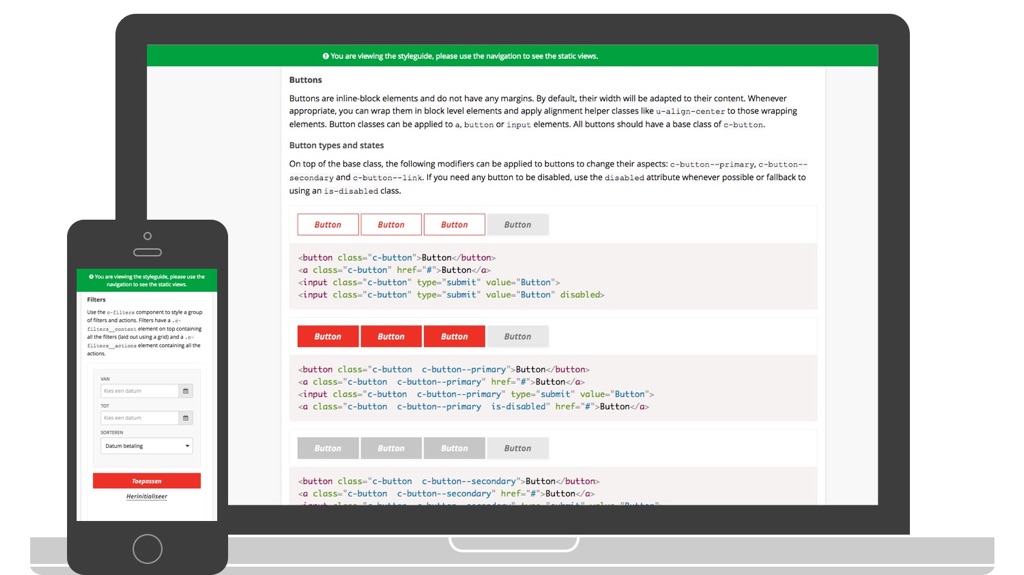 You are viewing the styleguide, please use the navigation to see the static views.
Buttons
Buttons are inline-block elements and do not have any margins. By default, their width will be adapted to their content. Whenever
appropriate, you can wrap them in block level elements and apply alignment helper classes like u-align-center to those wrapping
elements. Button classes can be applied to a, button or input elements. All buttons should have a base class of c-button.
Button types and states
On top of the base class, the following modifiers can be applied to buttons to change their aspects: c-button--primary, c-button--
secondary and c-button--link. If you need any button to be disabled, use the disabled attribute whenever possible or fallback to
using an is-disabled class.
Button Button Button Button
<button class="c-button">Button</button>
<a class="c-button" href="#">Button</a>
<input class="c-button" type="submit" value="Button">
<input class="c-button" type="submit" value="Button" disabled>
Button Button Button Button
<button class="c-button  c-button--primary">Button</button>
<a class="c-button  c-button--primary" href="#">Button</a>
<input class="c-button  c-button--primary" type="submit" value="Button">
<a class="c-button  c-button--primary  is-disabled" href="#">Button</a>
Button Button Button Button
<button class="c-button  c-button--secondary">Button</button>
<a class="c-button  c-button--secondary" href="#">Button</a>
You are viewing the styleguide, please use the
navigation to see the static views.
Filters
Use the c-filters component to style a group
of filters and actions. Filters have a .c-
filters__content element on top containing
all the filters (laid out using a grid) and a .c-
filters__actions element containing all the
actions.
VAN
Kies een datum
TOT
Kies een datum
SORTEREN
Datum betaling
Toepassen
Herinitialiseer